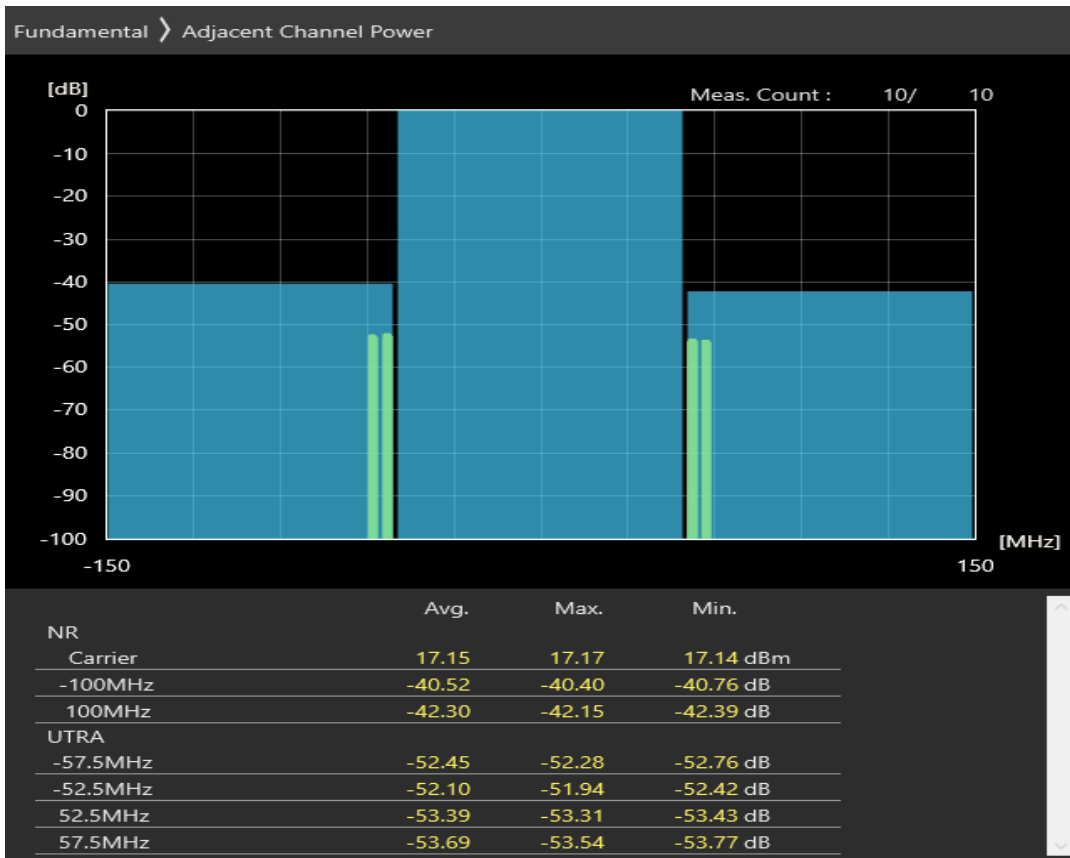 Fundamental 〉 Adjacent Channel Power
[dB]
Meas. Count : 10/ 10
0
-10
-20
-30
-40
-50
-60
-70
-80
-90
-100
[MHz]
-150 150
Avg. Max. Min.
NR
Carrier 17.15 17.17 17.14 dBm
-100MHz -40.52 -40.40 -40.76 dB
100MHz -42.30 -42.15 -42.39 dB
UTRA
-57.5MHz -52.45 -52.28 -52.76 dB
-52.5MHz -52.10 -51.94 -52.42 dB
52.5MHz -53.39 -53.31 -53.43 dB
57.5MHz -53.69 -53.54 -53.77 dB